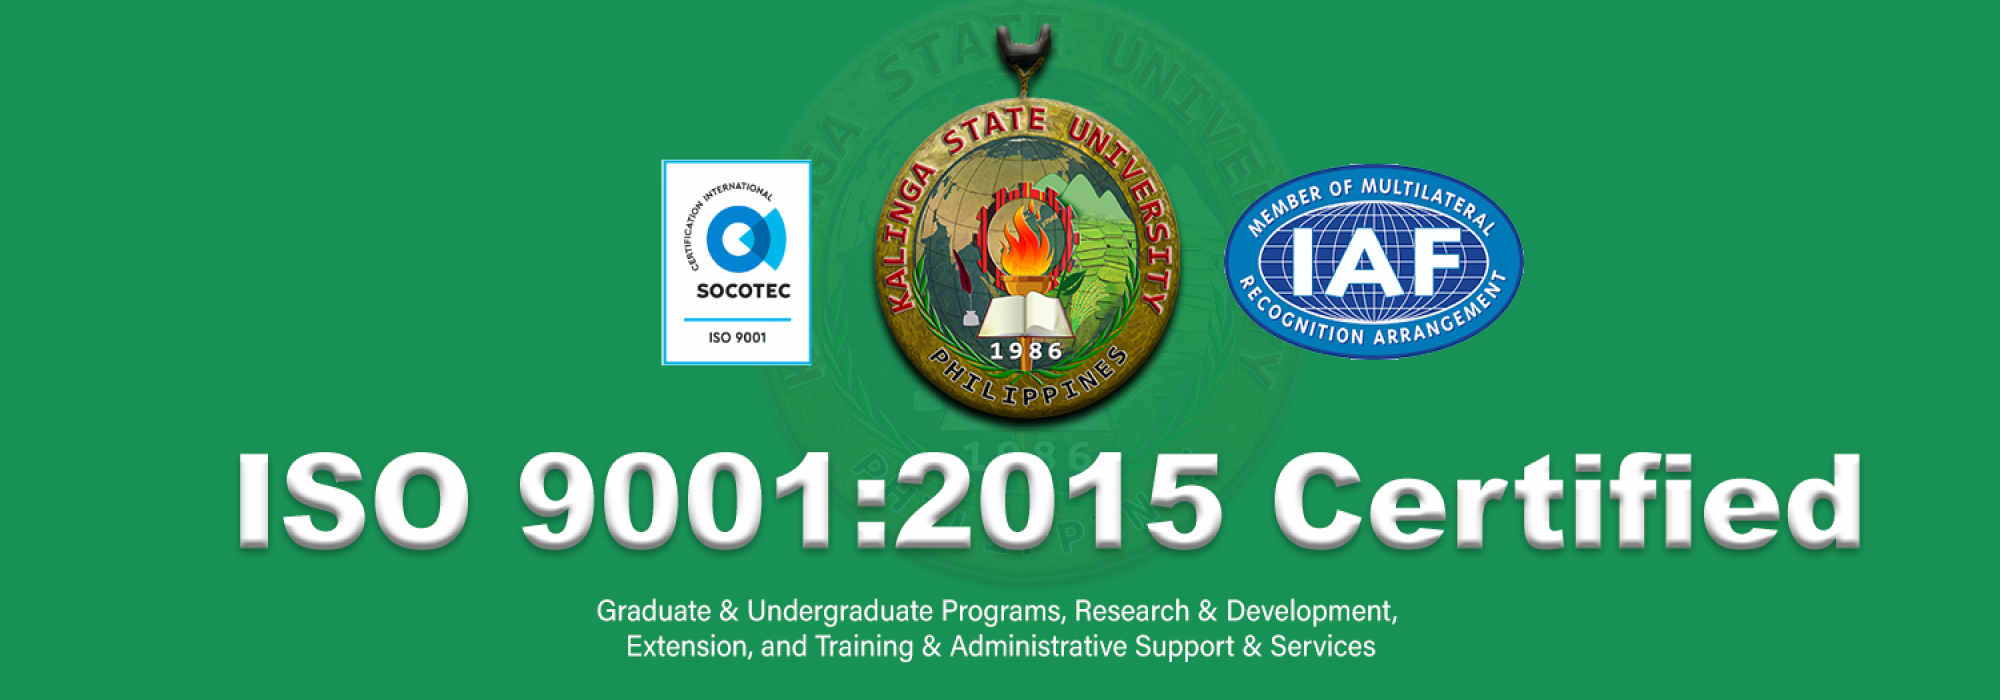 CERTIFICATION INTERNATIONAL
SOCOTEC
ISO 9001
KALINGA STATE UNIVERSITY
1986
PHILIPPINES
MEMBER OF MULTILATERAL
IAF
RECOGNITION ARRANGEMENT
ISO 9001:2015 Certified
Graduate & Undergraduate Programs, Research & Development,
Extension, and Training & Administrative Support & Services